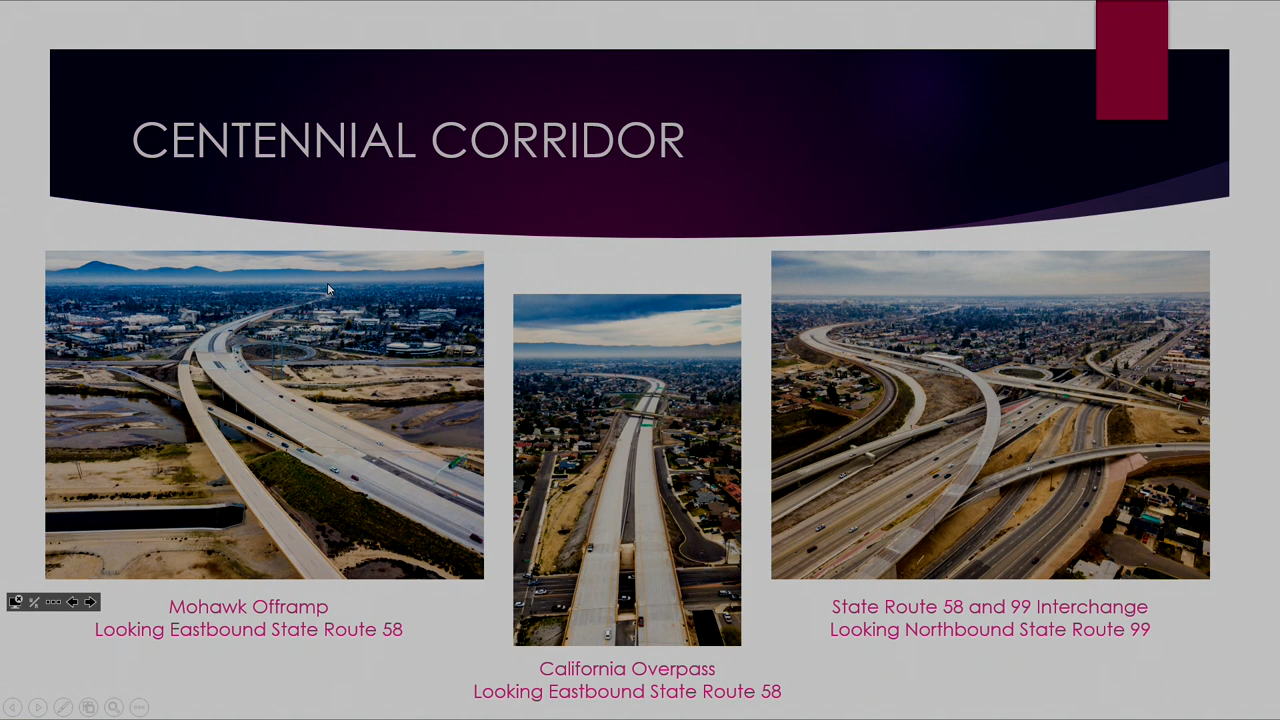 CENTENNIAL CORRIDOR
Mohawk Offramp
Looking Eastbound State Route 58
California Overpass
Looking Eastbound State Route 58
State Route 58 and 99 Interchange
Looking Northbound State Route 99